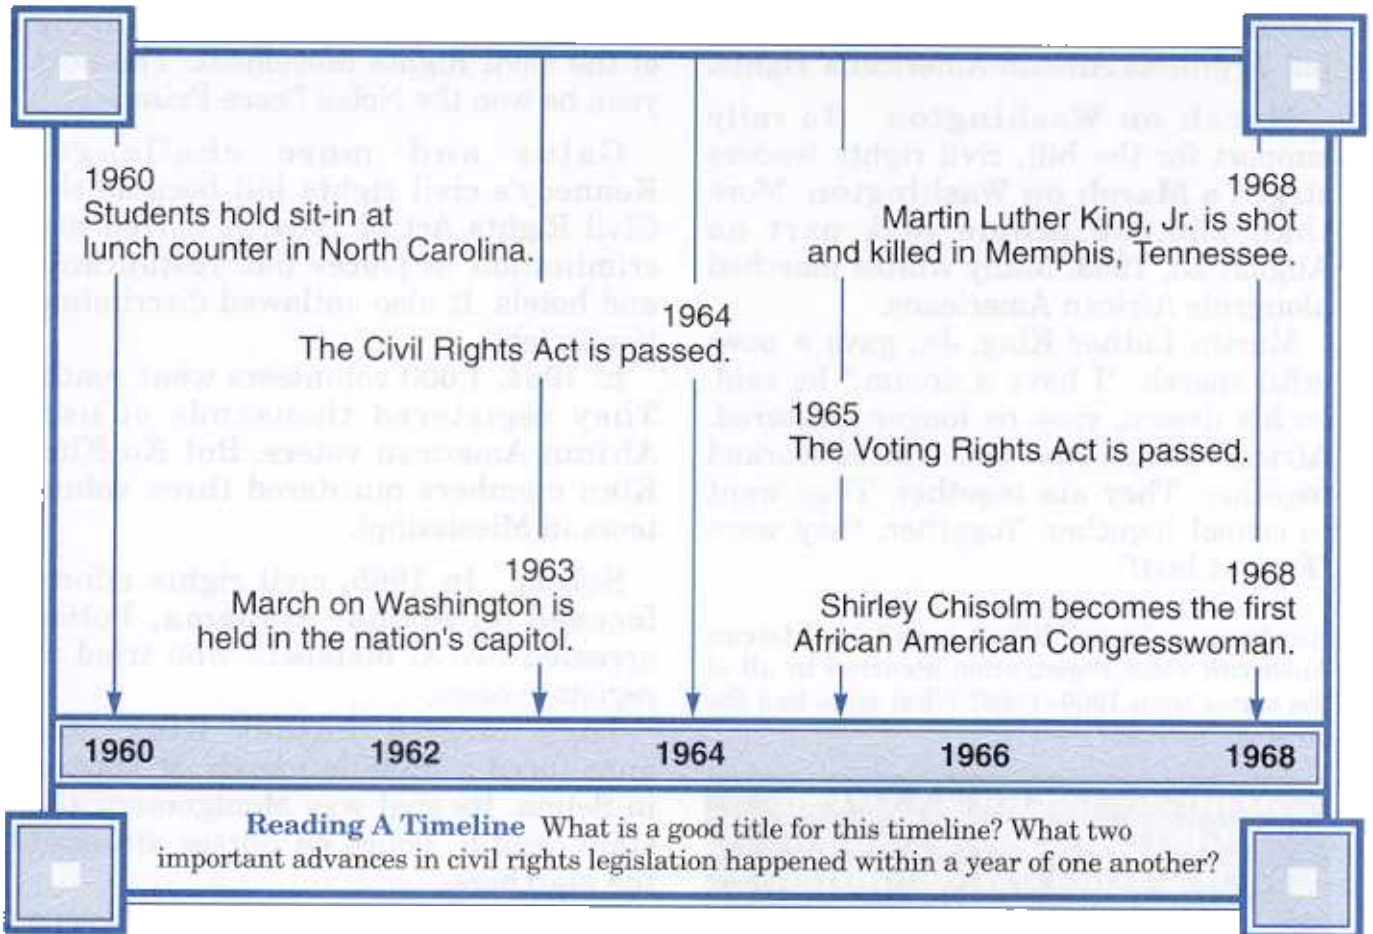 1960
Students hold sit-in at
lunch counter in North Carolina.
1968
Martin Luther King, Jr. is shot
and killed in Memphis, Tennessee.
1964
The Civil Rights Act is passed.
1965
The Voting Rights Act is passed.
1963
March on Washington is
held in the nation's capitol.
1968
Shirley Chisolm becomes the first
African American Congresswoman.
1960 1962 1964 1966 1968
Reading A Timeline What is a good title for this timeline? What two
important advances in civil rights legislation happened within a year of one another?